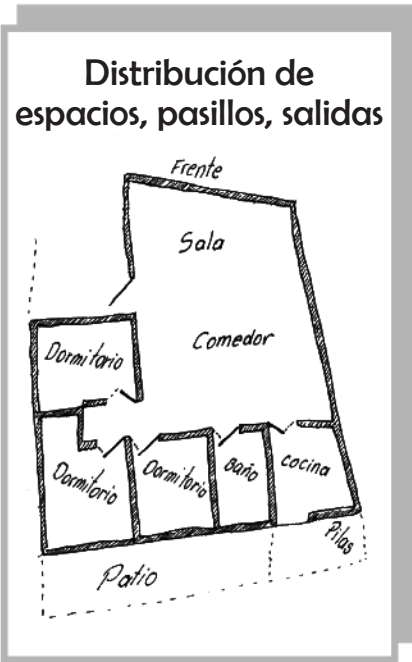 Distribución de
espacios, pasillos, salidas
Frente
Sala
Comedor
Dormitorio
Dormitorio
Dormitorio
Baño
Cocina
Pilas
Patio